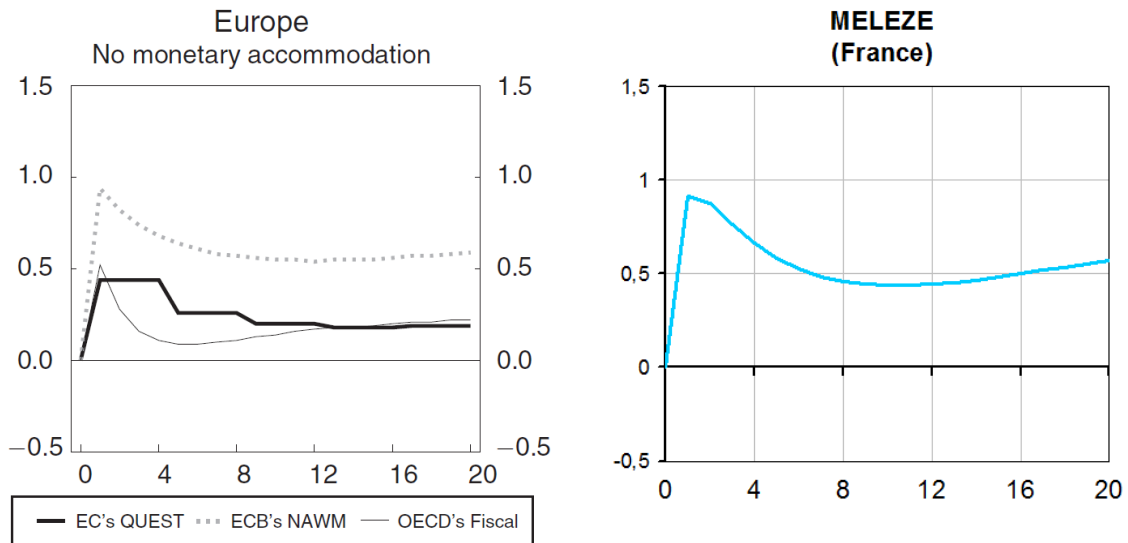 Europe
No monetary accommodation
1.5 1.5
1.0 1.0
0.5 0.5
0.0 0.0
−0.5 −0.5
0 4 8 12 16 20
EC's QUEST ECB's NAWM OECD's Fiscal
MELEZE
(France)
1,5
1
0,5
0
-0,5
0 4 8 12 16 20